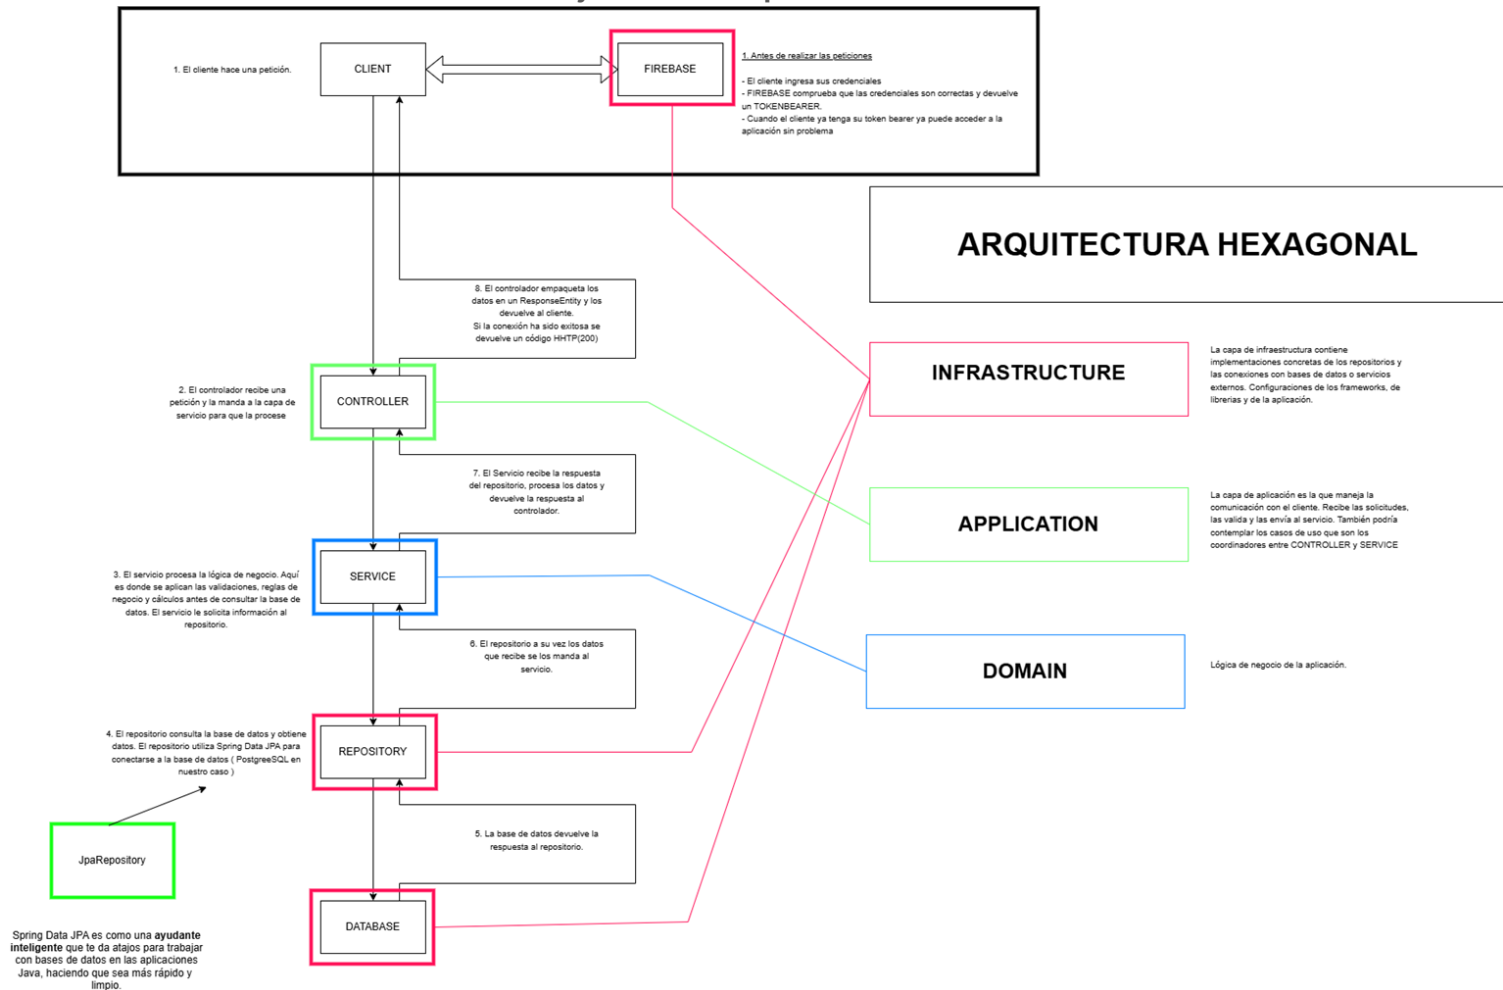 1. El cliente hace una petición.
CLIENT
FIREBASE
1. Antes de realizar las peticiones
- El cliente ingresa sus credenciales
- FIREBASE comprueba que las credenciales son correctas y devuelve
un TOKENBEARER.
- Cuando el cliente ya tenga su token bearer ya puede acceder a la
aplicación sin problema
ARQUITECTURA HEXAGONAL
8. El controlador empaqueta los
datos en un ResponseEntity y los
devuelve al cliente.
Si la conexión ha sido exitosa se
devuelve un código HHTP(200)
2. El controlador recibe una
petición y la manda a la capa de
servicio para que la procese
CONTROLLER
INFRASTRUCTURE
La capa de infraestructura contiene
implementaciones concretas de los repositorios y
las conexiones con bases de datos o servicios
externos. Configuraciones de los frameworks, de
librerias y de la aplicación.
7. El Servicio recibe la respuesta
del repositorio, procesa los datos y
devuelve la respuesta al
controlador.
APPLICATION
La capa de aplicación es la que maneja la
comunicación con el cliente. Recibe las solicitudes,
las valida y las envía al servicio. También podría
contemplar los casos de uso que son los
coordinadores entre CONTROLLER y SERVICE
3. El servicio procesa la lógica de negocio. Aquí
es donde se aplican las validaciones, reglas de
negocio y cálculos antes de consultar la base de
datos. El servicio le solicita información al
repositorio.
SERVICE
6. El repositorio a su vez los datos
que recibe se los manda al
servicio.
DOMAIN
Lógica de negocio de la aplicación.
4. El repositorio consulta la base de datos y obtiene
datos. El repositorio utiliza Spring Data JPA para
conectarse a la base de datos ( PostgreeSQL en
nuestro caso )
REPOSITORY
5. La base de datos devuelve la
respuesta al repositorio.
JpaRepository
DATABASE
Spring Data JPA es como una ayudante
inteligente que te da atajos para trabajar
con bases de datos en las aplicaciones
Java, haciendo que sea más rápido y
limpio.